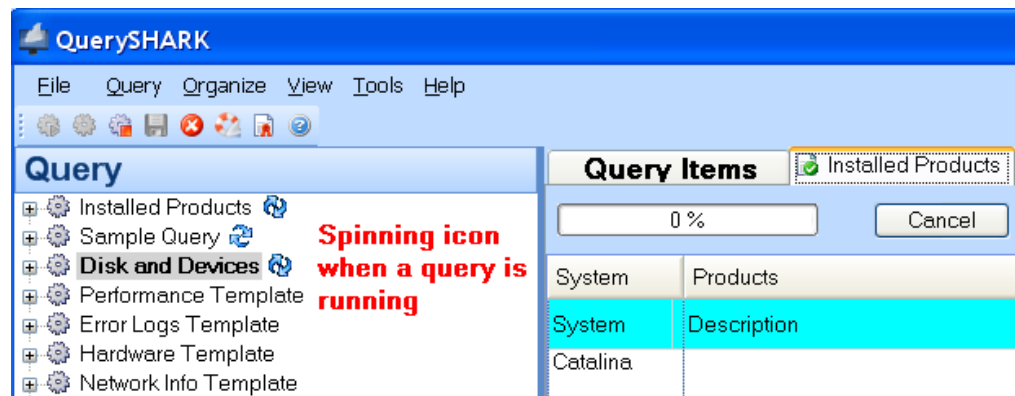 QuerySHARK
File Query Organize View Tools Help
Query
Installed Products
Sample Query
Disk and Devices
Performance Template
Error Logs Template
Hardware Template
Network Info Template
Spinning icon
when a query is
running
Query Items Installed Products
0 % Cancel
System Products
System Description
Catalina